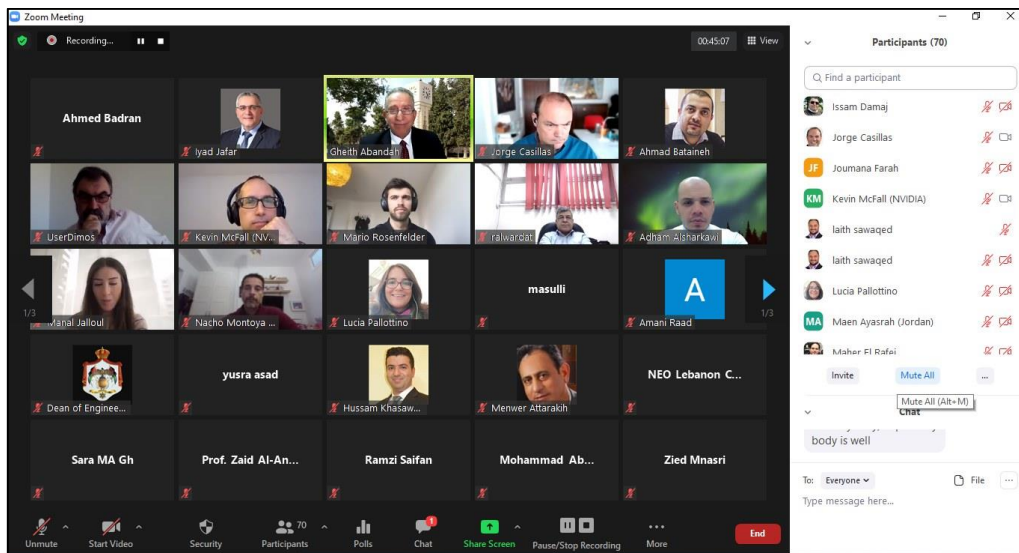 Zoom Meeting
Recording...
00:45:07
View
Ahmed Badran
Iyad Jafar
Gheith Abandah
Jorge Casillas
Ahmad Bataineh
UserDimos
Kevin McFall (NV...
Mario Rosenfelder
ralwardat
Adham Alsharkawi
1/3
Manal Jalloul
Nacho Montoya ...
Lucia Pallottino
masulli
A
Amani Raad
1/3
Dean of Enginee...
yusra asad
Hussam Khasaw...
Menwer Attarakih
NEO Lebanon C...
Sara MA Gh
Prof. Zaid Al-An...
Ramzi Saifan
Mohammad Ab...
Zied Mnasri
Unmute
Start Video
Security
70
Participants
Polls
1
Chat
Share Screen
Pause/Stop Recording
More
End
Participants (70)
Find a participant
Issam Damaj
Jorge Casillas
JF Joumana Farah
KM Kevin McFall (NVIDIA)
laith sawaqed
laith sawaqed
Lucia Pallottino
MA Maen Ayasrah (Jordan)
Maher El Rafei
Invite
Mute All
...
Mute All (Alt+M)
Chat
body is well
To: Everyone
File
...
Type message here...